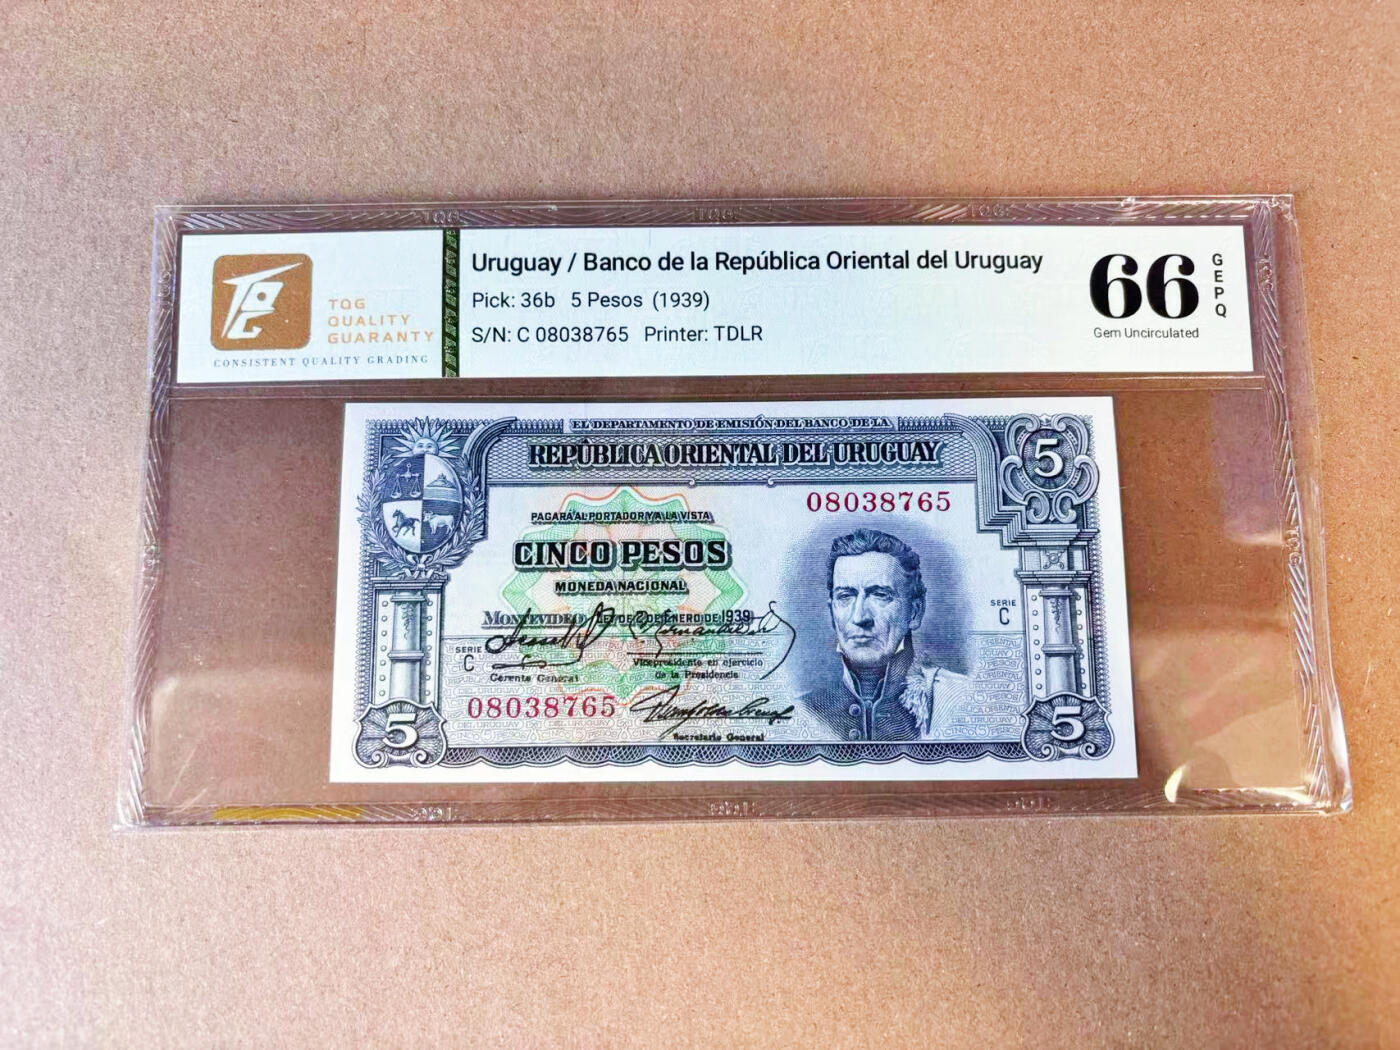 TQG
QUALITY
GUARANTY
CONSISTENT QUALITY GRADING
Uruguay / Banco de la República Oriental del Uruguay
Pick: 36b 5 Pesos (1939)
S/N: C 08038765 Printer: TDLR
66
GEPQ
Gem Uncirculated
EL DEPARTAMENTO DE EMISIÓN DEL BANCO DE LA
REPÚBLICA ORIENTAL DEL URUGUAY
5
08038765
PAGARÁ AL PORTADOR Y A LA VISTA
CINCO PESOS
MONEDA NACIONAL
MONTEVIDEO, LEY DE 2 DE ENERO DE 1939
SERIE
C
SERIE
C
Gerente General
Vicepresidente en ejercicio
de la Presidencia
08038765
Secretario General
5
5